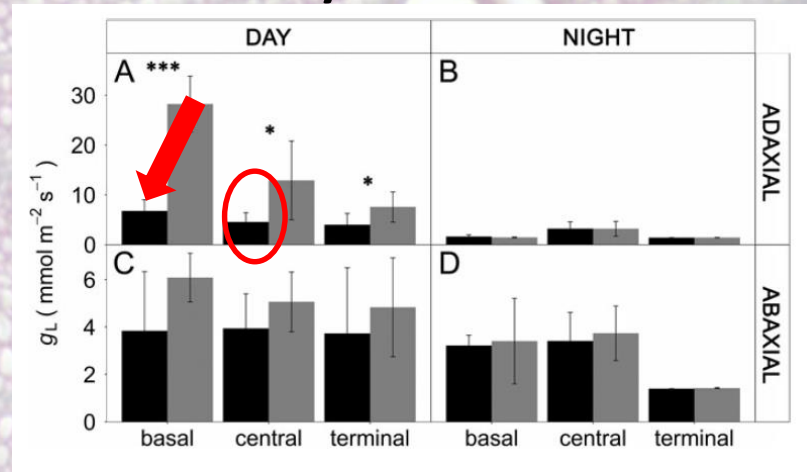 DAY NIGHT
A *** * * B
ADAXIAL
30
20
10
0
C D
ABAXIAL
6
4
2
0
gL ( mmol m−2 s−1 )
basal central terminal basal central terminal